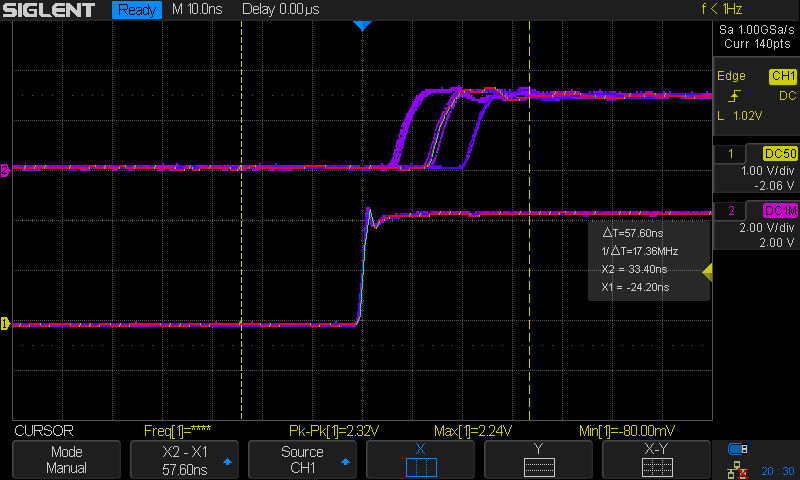 SIGLENT Ready M 10.0ns Delay 0.00µs f < 1Hz
Sa 1.00GSa/s
Curr 140pts
Edge CH1
DC
L 1.02V
1 DC50
1.00 V/div
-2.06 V
2 DC1M
2.00 V/div
2.00 V
2
△T=57.60ns
1/△T=17.36MHz
X2 = 33.40ns
X1 = -24.20ns
1
CURSOR Freq[1]=**** Pk-Pk[1]=2.32V Max[1]=2.24V Min[1]=-80.00mV
Mode
Manual
X2 - X1
57.60ns
Source
CH1
X
Y
X-Y
20:30